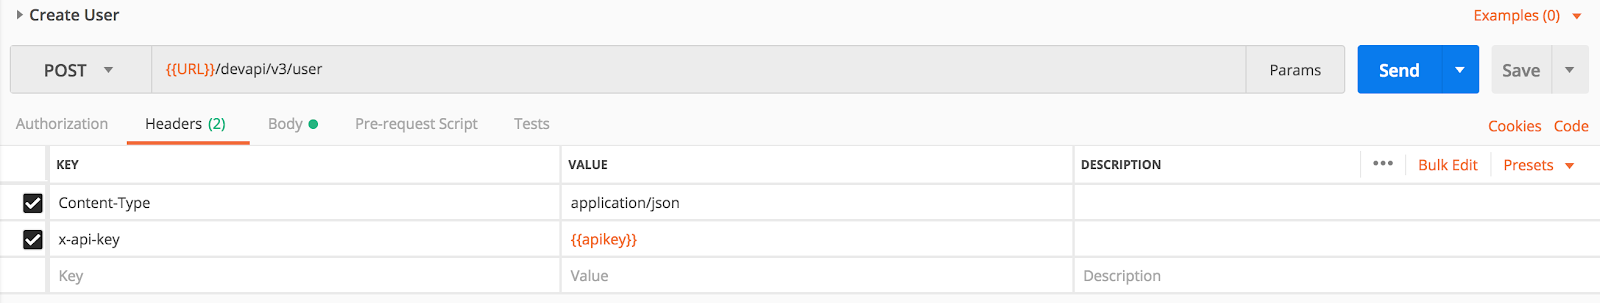 Create User
Examples (0)
POST
{{URL}}/devapi/v3/user
Params
Send
Save
Authorization
Headers (2)
Body
Pre-request Script
Tests
Cookies
Code
KEY
VALUE
DESCRIPTION
Bulk Edit
Presets
Content-Type
application/json
x-api-key
{{apikey}}
Key
Value
Description